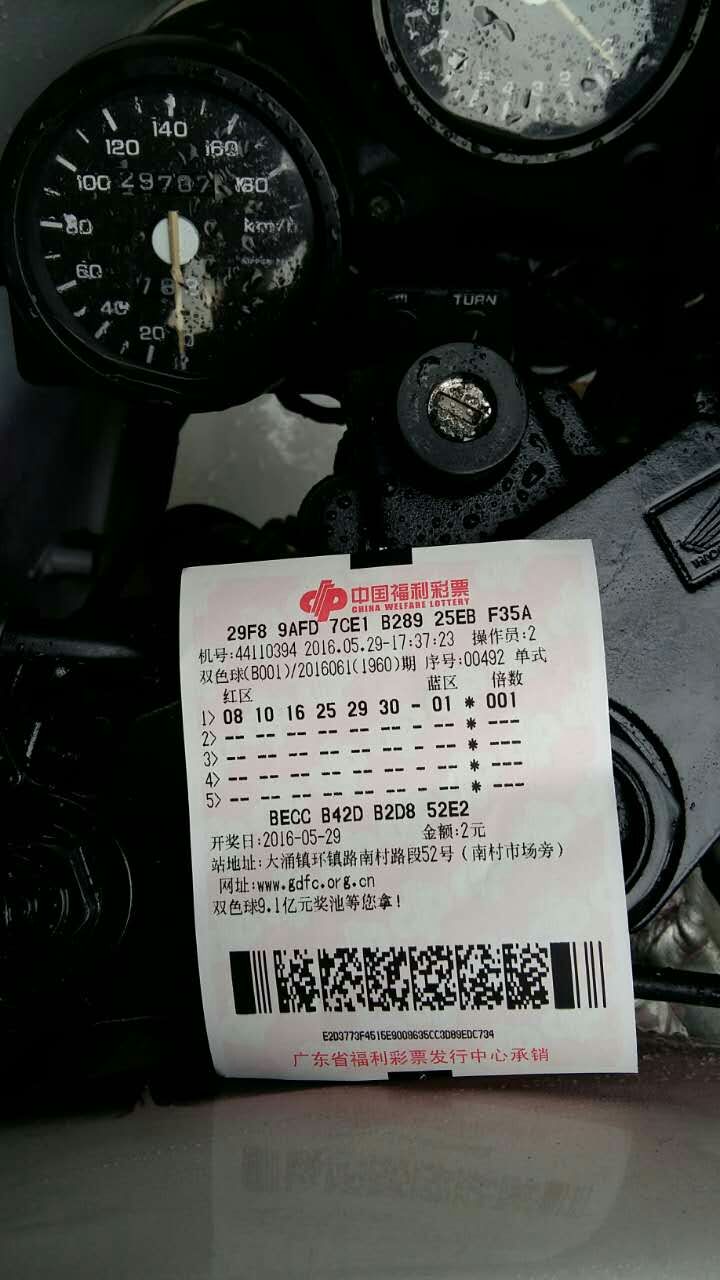 140
120
160
100
29707
180
80
km/h
60
40
20
TURN
中国福利彩票
CHINA WELFARE LOTTERY
29F8 9AFD 7CE1 B289 25EB F35A
机号:44110394 2016.05.29-17:37:23 操作员:2
双色球(B001)/2016061(1960)期 序号:00492 单式
红区 蓝区 倍数
1> 08 10 16 25 29 30 - 01 * 001
2> -- -- -- -- -- -- - -- * ---
3> -- -- -- -- -- -- - -- * ---
4> -- -- -- -- -- -- - -- * ---
5> -- -- -- -- -- -- - -- * ---
BECC B42D B2D8 52E2
开奖日:2016-05-29 金额:2元
站地址:大涌镇环镇路南村路段52号(南村市场旁)
网址:www.gdfc.org.cn
双色球9.1亿元奖池等您拿!
E2D3773F4515E9009635CC3D89EDC734
广东省福利彩票发行中心承销